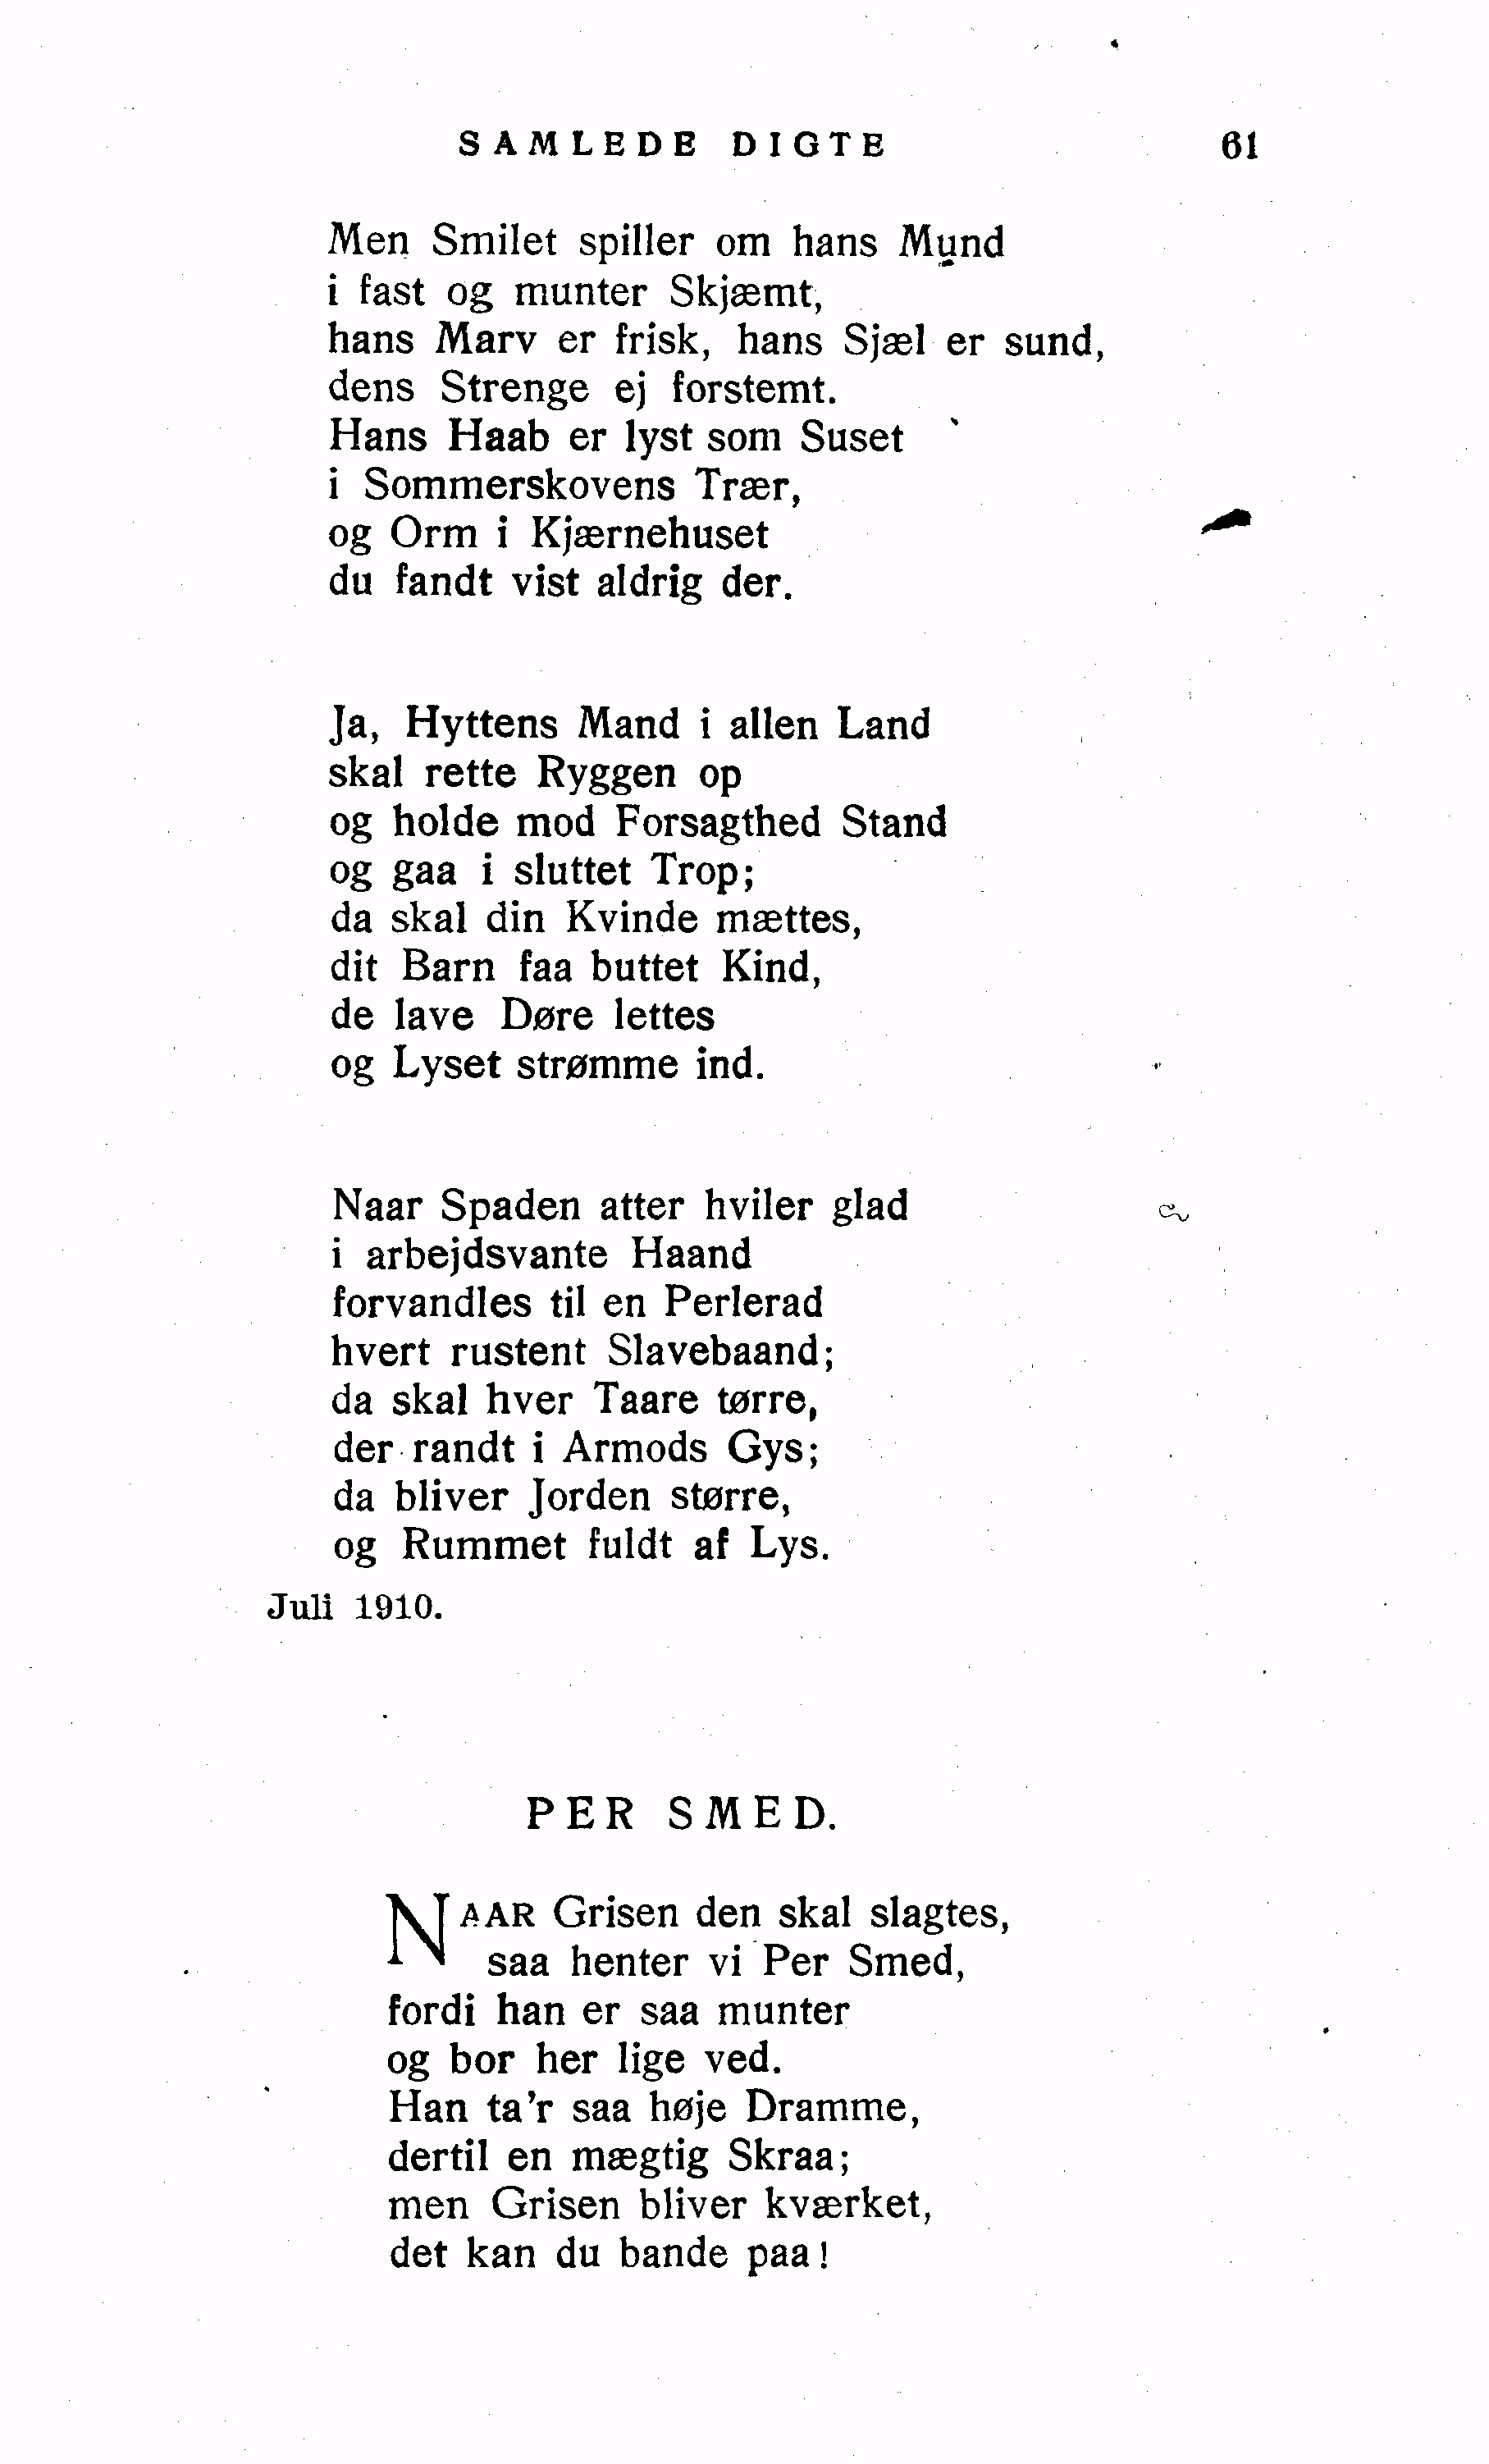 SAMLEDE DIGTE 61
Men Smilet spiller om hans Mund
i fast og munter Skjæmt,
hans Marv er frisk, hans Sjæl er sund,
dens Strenge ej forstemt.
Hans Haab er lyst som Suset
i Sommerskovens Trær,
og Orm i Kjærnehuset
du fandt vist aldrig der.
Ja, Hyttens Mand i allen Land
skal rette Ryggen op
og holde mod Forsagthed Stand
og gaa i sluttet Trop;
da skal din Kvinde mættes,
dit Barn faa buttet Kind,
de lave Døre lettes
og Lyset strømme ind.
Naar Spaden atter hviler glad
i arbejdsvante Haand
forvandles til en Perlerad
hvert rustent Slavebaand;
da skal hver Taare tørre,
der randt i Armods Gys;
da bliver Jorden større,
og Rummet fuldt af Lys.
Juli 1910.
PER SMED.
NAAR Grisen den skal slagtes,
saa henter vi Per Smed,
fordi han er saa munter
og bor her lige ved.
Han ta'r saa høje Dramme,
dertil en mægtig Skraa;
men Grisen bliver kværket,
det kan du bande paa!